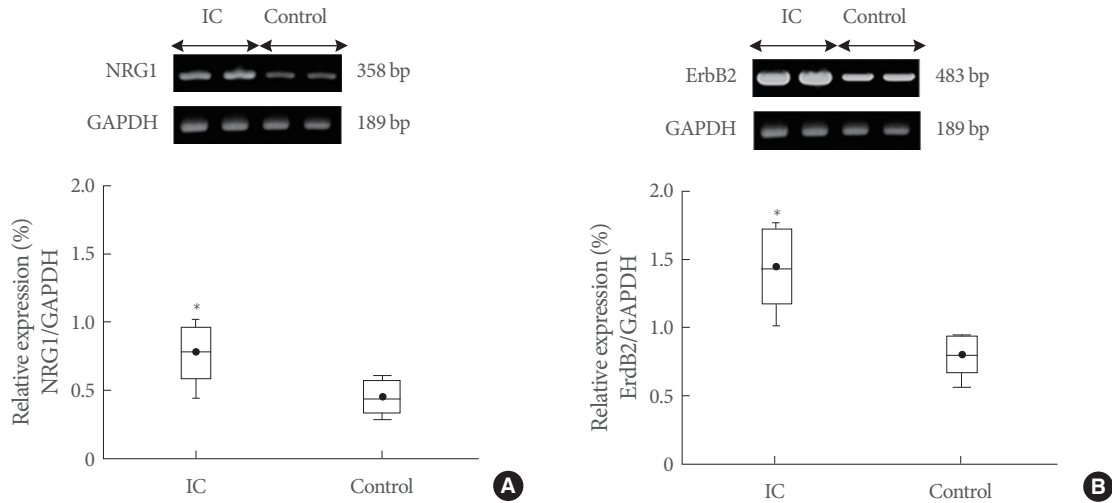 IC Control
NRG1 358 bp
GAPDH 189 bp
Relative expression (%)
NRG1/GAPDH
2.0
1.5
1.0
0.5
0
*
IC Control
A
IC Control
ErbB2 483 bp
GAPDH 189 bp
Relative expression (%)
ErdB2/GAPDH
2.0
1.5
1.0
0.5
0
*
IC Control
B